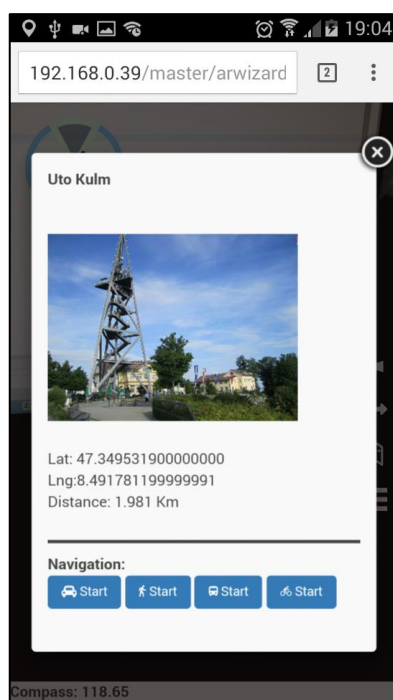 19:04
192.168.0.39/master/arwizard
2
Uto Kulm
Lat: 47.349531900000000
Lng:8.491781199999991
Distance: 1.981 Km
Navigation:
Start Start Start Start
Compass: 118.65